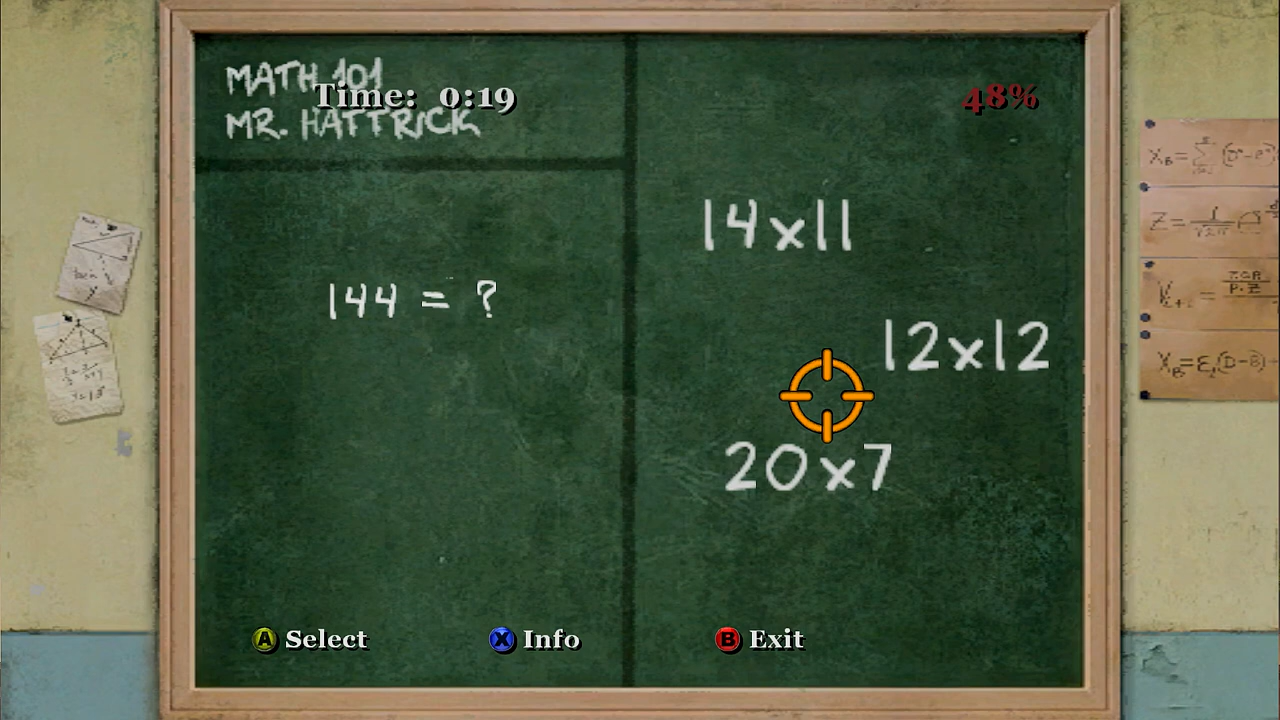 MATH 101
Time: 0:19
48%
MR. HATTRICK
144 = ?
14x11
12x12
20x7
A Select
X Info
B Exit